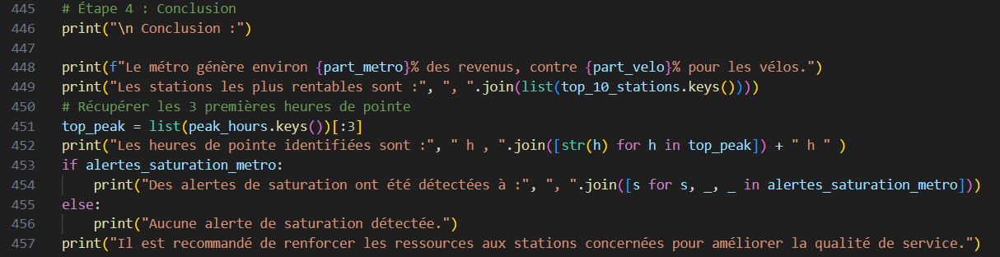 445 # Étape 4 : Conclusion
446 print("\n Conclusion :")
447
448 print(f"Le métro génère environ {part_metro}% des revenus, contre {part_velo}% pour les vélos.")
449 print("Les stations les plus rentables sont :", ", ".join(list(top_10_stations.keys())))
450 # Récupérer les 3 premières heures de pointe
451 top_peak = list(peak_hours.keys())[:3]
452 print("Les heures de pointe identifiées sont :", " h , ".join([str(h) for h in top_peak]) + " h " )
453 if alertes_saturation_metro:
454     print("Des alertes de saturation ont été détectées à :", ", ".join([s for s, _, _ in alertes_saturation_metro]))
455 else:
456     print("Aucune alerte de saturation détectée.")
457 print("Il est recommandé de renforcer les ressources aux stations concernées pour améliorer la qualité de service.")